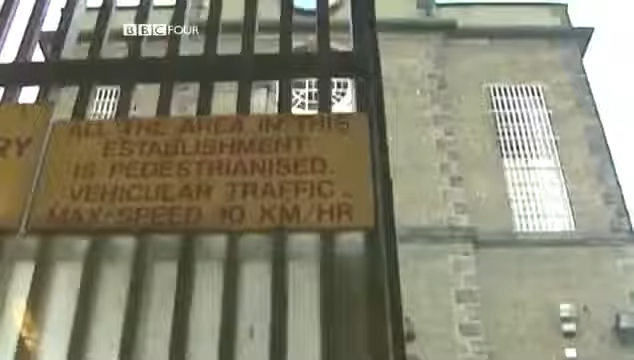 BBC FOUR
ALL THE AREA IN THIS
ESTABLISHMENT
IS PEDESTRIANISED.
VEHICULAR TRAFFIC.
MAX-SPEED 10 KM/HR
RY